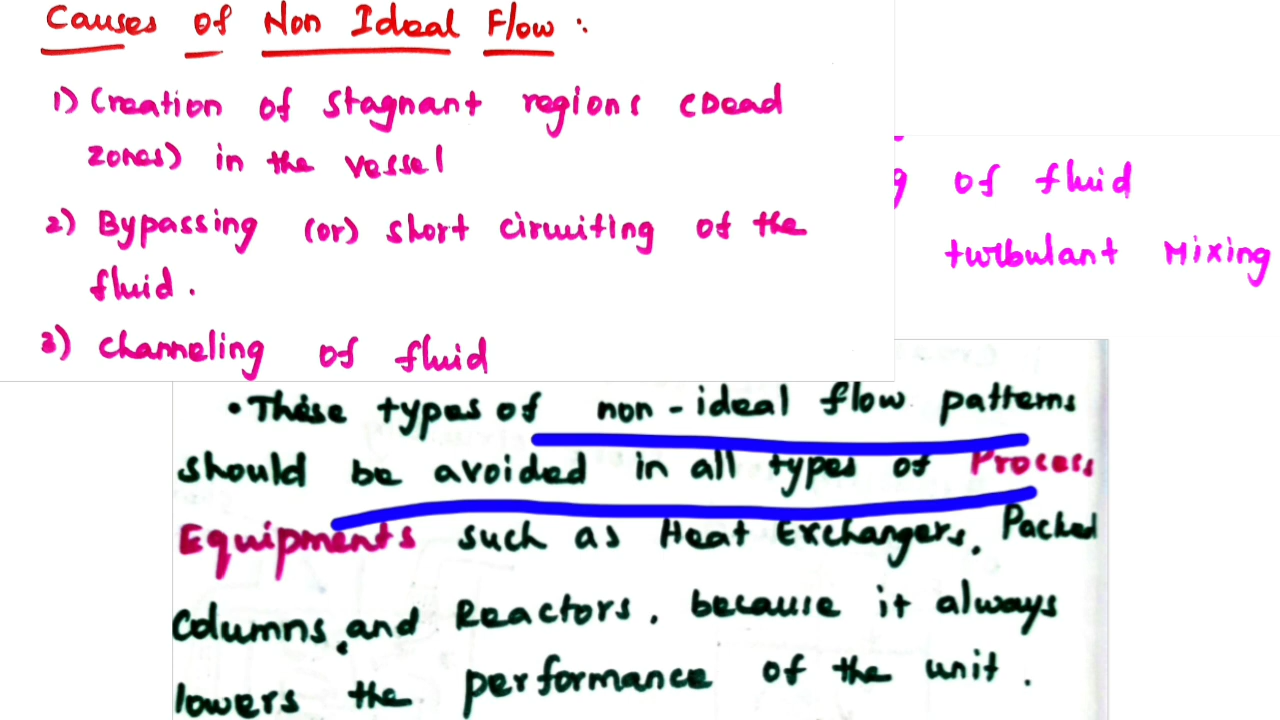 Causes of Non Ideal Flow :
1) Creation of stagnant regions (Dead
zones) in the vessel
2) Bypassing (or) short circuiting of the
fluid.
3) channeling of fluid
of fluid
turbulant Mixing
• These types of non-ideal flow patterns
should be avoided in all types of Process
Equipments such as Heat Exchangers, Packed
Columns, and Reactors, because it always
lowers the performance of the unit.